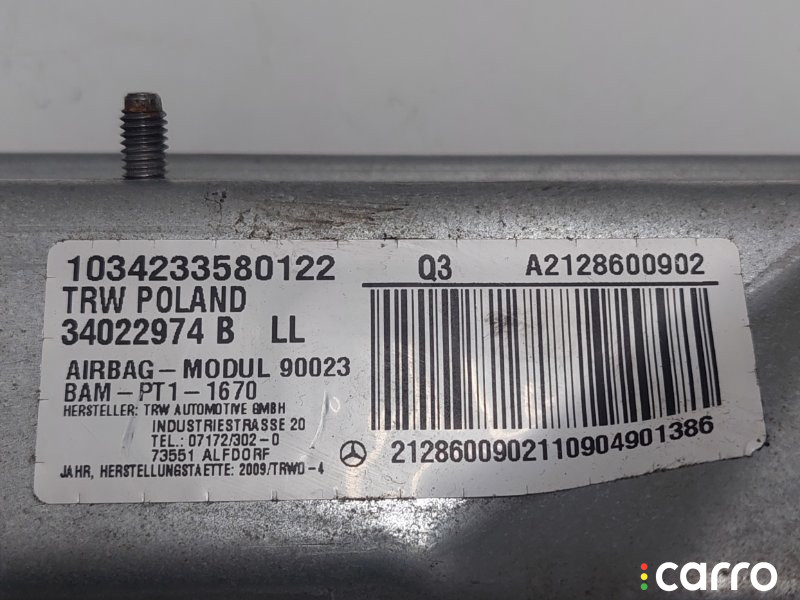 1034233580122 Q3 A2128600902
TRW POLAND
34022974 B LL
AIRBAG-MODUL 90023
BAM-PT1-1670
HERSTELLER: TRW AUTOMOTIVE GMBH
INDUSTRIESTRASSE 20
TEL.: 07172/302-0
73551 ALFDORF
JAHR, HERSTELLUNGSTAETTE: 2009/TRWD-4
2128600902110904901386
carro